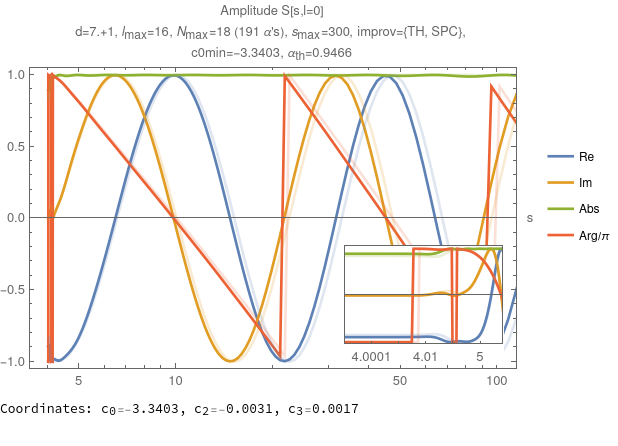 Amplitude S[s,l=0]
d=7.+1, lmax=16, Nmax=18 (191 α's), smax=300, improv={TH, SPC},
c0min=−3.3403, αth=0.9466
1.0
0.5
0.0
−0.5
−1.0
s
Re
Im
Abs
Arg/π
4.0001 4.01 5
5 10 50 100
Coordinates: c0=−3.3403, c2=−0.0031, c3=0.0017